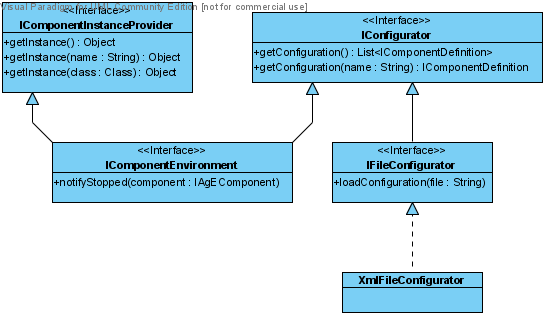 Visual Paradigm for UML Community Edition [not for commercial use]
<<Interface>>
IComponentInstanceProvider
+getInstance() : Object
+getInstance(name : String) : Object
+getInstance(class : Class) : Object
<<Interface>>
IConfigurator
+getConfiguration() : List<IComponentDefinition>
+getConfiguration(name : String) : IComponentDefinition
<<Interface>>
IComponentEnvironment
+notifyStopped(component : IAgEComponent)
<<Interface>>
IFileConfigurator
+loadConfiguration(file : String)
XmlFileConfigurator